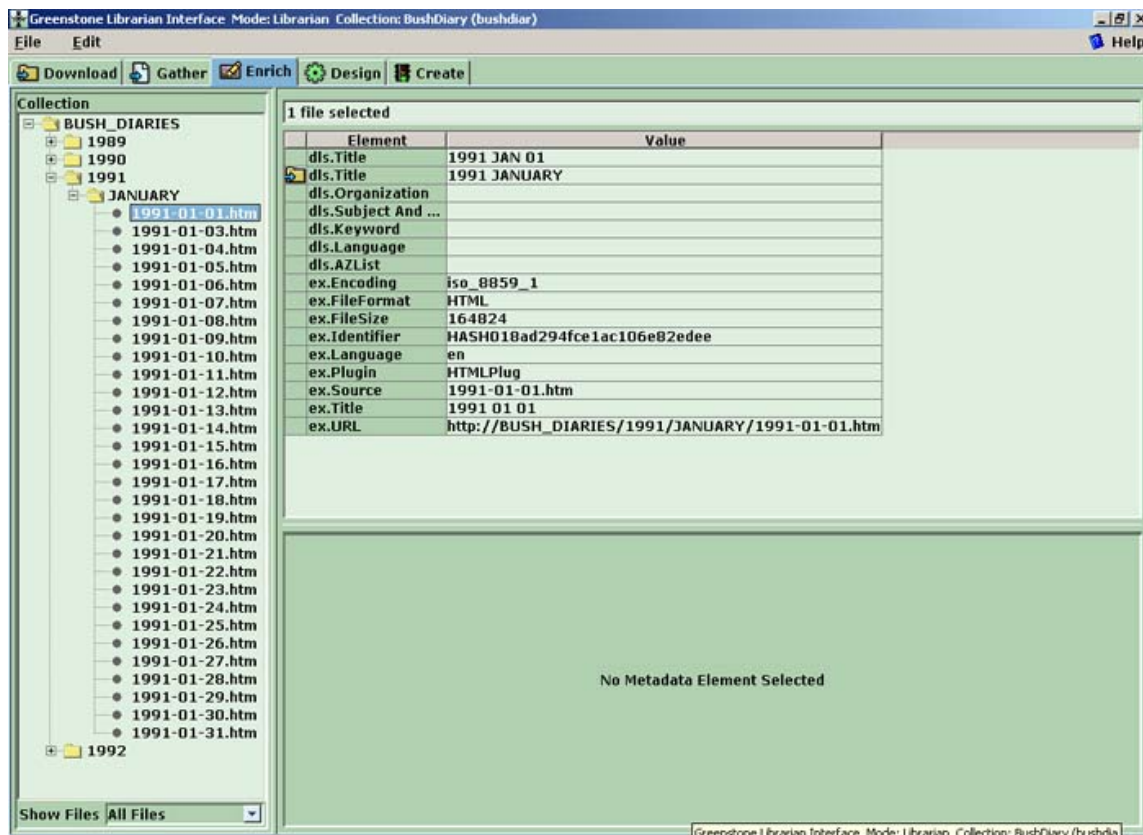 Greenstone Librarian Interface Mode: Librarian Collection: BushDiary (bushdiar)
File Edit Help
Download Gather Enrich Design Create
Collection
BUSH_DIARIES
1989
1990
1991
JANUARY
1991-01-01.htm
1991-01-03.htm
1991-01-04.htm
1991-01-05.htm
1991-01-06.htm
1991-01-07.htm
1991-01-08.htm
1991-01-09.htm
1991-01-10.htm
1991-01-11.htm
1991-01-12.htm
1991-01-13.htm
1991-01-14.htm
1991-01-15.htm
1991-01-16.htm
1991-01-17.htm
1991-01-18.htm
1991-01-19.htm
1991-01-20.htm
1991-01-21.htm
1991-01-22.htm
1991-01-23.htm
1991-01-24.htm
1991-01-25.htm
1991-01-26.htm
1991-01-27.htm
1991-01-28.htm
1991-01-29.htm
1991-01-30.htm
1991-01-31.htm
1992
Show Files All Files
1 file selected
Element Value
dls.Title 1991 JAN 01
dls.Title 1991 JANUARY
dls.Organization
dls.Subject And ...
dls.Keyword
dls.Language
dls.AZList
ex.Encoding iso_8859_1
ex.FileFormat HTML
ex.FileSize 164824
ex.Identifier HASH018ad294fce1ac106e82edee
ex.Language en
ex.Plugin HTMLPlug
ex.Source 1991-01-01.htm
ex.Title 1991 01 01
ex.URL http://BUSH_DIARIES/1991/JANUARY/1991-01-01.htm
No Metadata Element Selected
Greenstone Librarian Interface Mode: Librarian Collection: BushDiary (bushdia